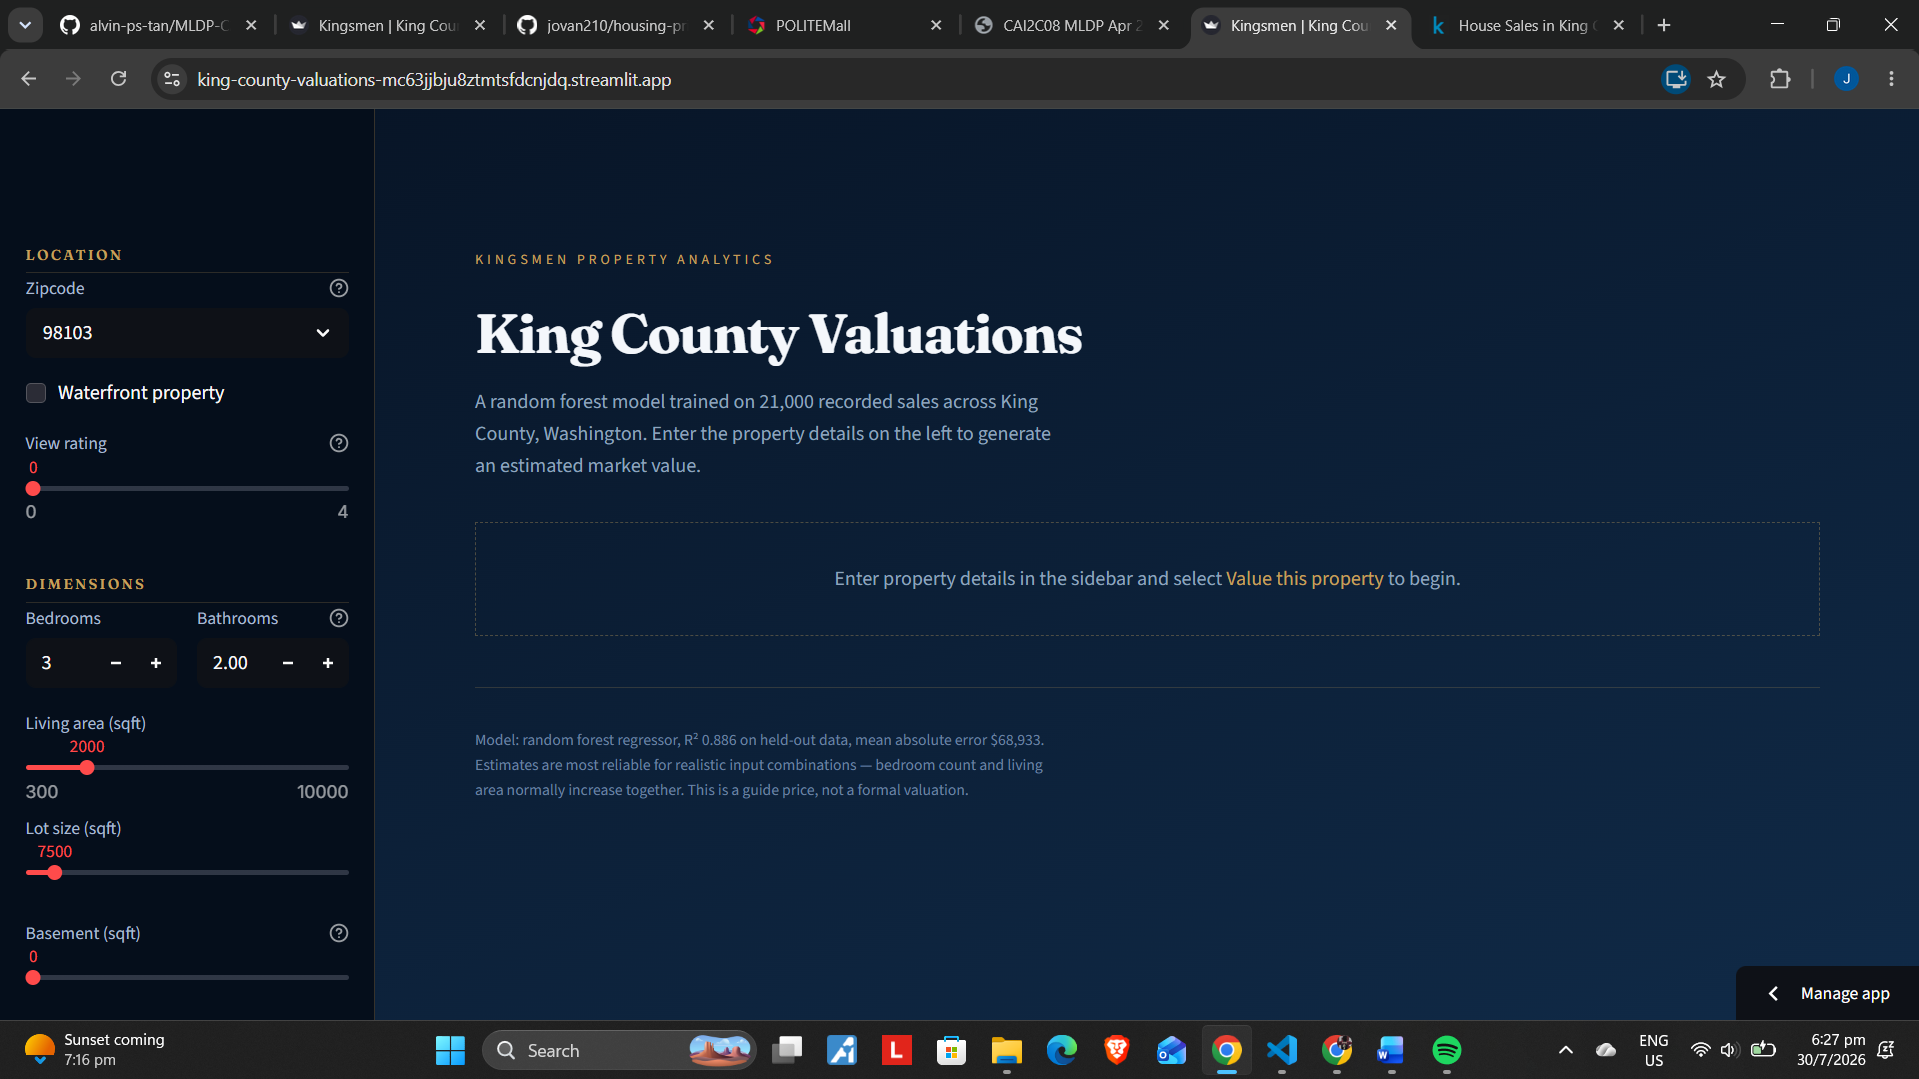 alvin-ps-tan/MLDP-C
Kingsmen | King Cou
jovan210/housing-pr
POLITEMall
CAI2C08 MLDP Apr 2
Kingsmen | King Cou
House Sales in King C
king-county-valuations-mc63jjbju8ztmtsfdcnjdq.streamlit.app
J
LOCATION
Zipcode
98103
Waterfront property
View rating
0
0 4
DIMENSIONS
Bedrooms Bathrooms
3 2.00
Living area (sqft)
2000
300 10000
Lot size (sqft)
7500
Basement (sqft)
0
KINGSMEN PROPERTY ANALYTICS
King County Valuations
A random forest model trained on 21,000 recorded sales across King
County, Washington. Enter the property details on the left to generate
an estimated market value.
Enter property details in the sidebar and select Value this property to begin.
Model: random forest regressor, R² 0.886 on held-out data, mean absolute error $68,933.
Estimates are most reliable for realistic input combinations — bedroom count and living
area normally increase together. This is a guide price, not a formal valuation.
Manage app
Sunset coming
7:16 pm
Search
ENG
US
6:27 pm
30/7/2026